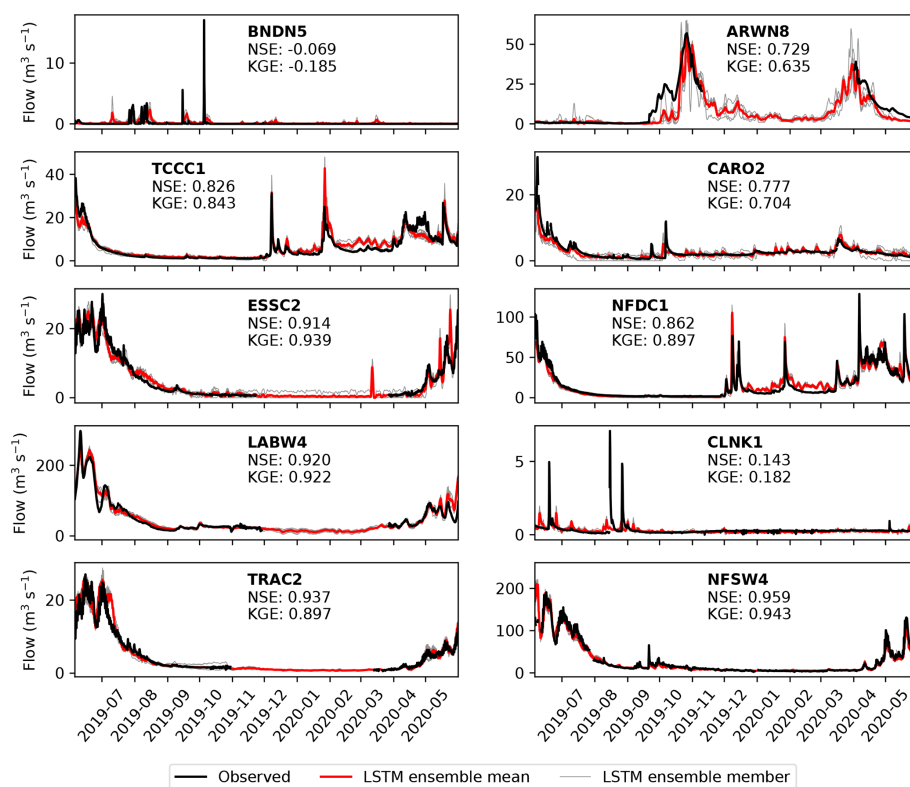 BNDN5
NSE: -0.069
KGE: -0.185
Flow (m³ s⁻¹)
10
0
ARWN8
NSE: 0.729
KGE: 0.635
50
25
0
TCCC1
NSE: 0.826
KGE: 0.843
Flow (m³ s⁻¹)
40
20
0
CARO2
NSE: 0.777
KGE: 0.704
20
0
ESSC2
NSE: 0.914
KGE: 0.939
Flow (m³ s⁻¹)
20
0
NFDC1
NSE: 0.862
KGE: 0.897
100
50
0
LABW4
NSE: 0.920
KGE: 0.922
Flow (m³ s⁻¹)
200
0
CLNK1
NSE: 0.143
KGE: 0.182
5
0
TRAC2
NSE: 0.937
KGE: 0.897
Flow (m³ s⁻¹)
20
0
NFSW4
NSE: 0.959
KGE: 0.943
200
100
0
2019-07 2019-08 2019-09 2019-10 2019-11 2019-12 2020-01 2020-02 2020-03 2020-04 2020-05
2019-07 2019-08 2019-09 2019-10 2019-11 2019-12 2020-01 2020-02 2020-03 2020-04 2020-05
Observed LSTM ensemble mean LSTM ensemble member